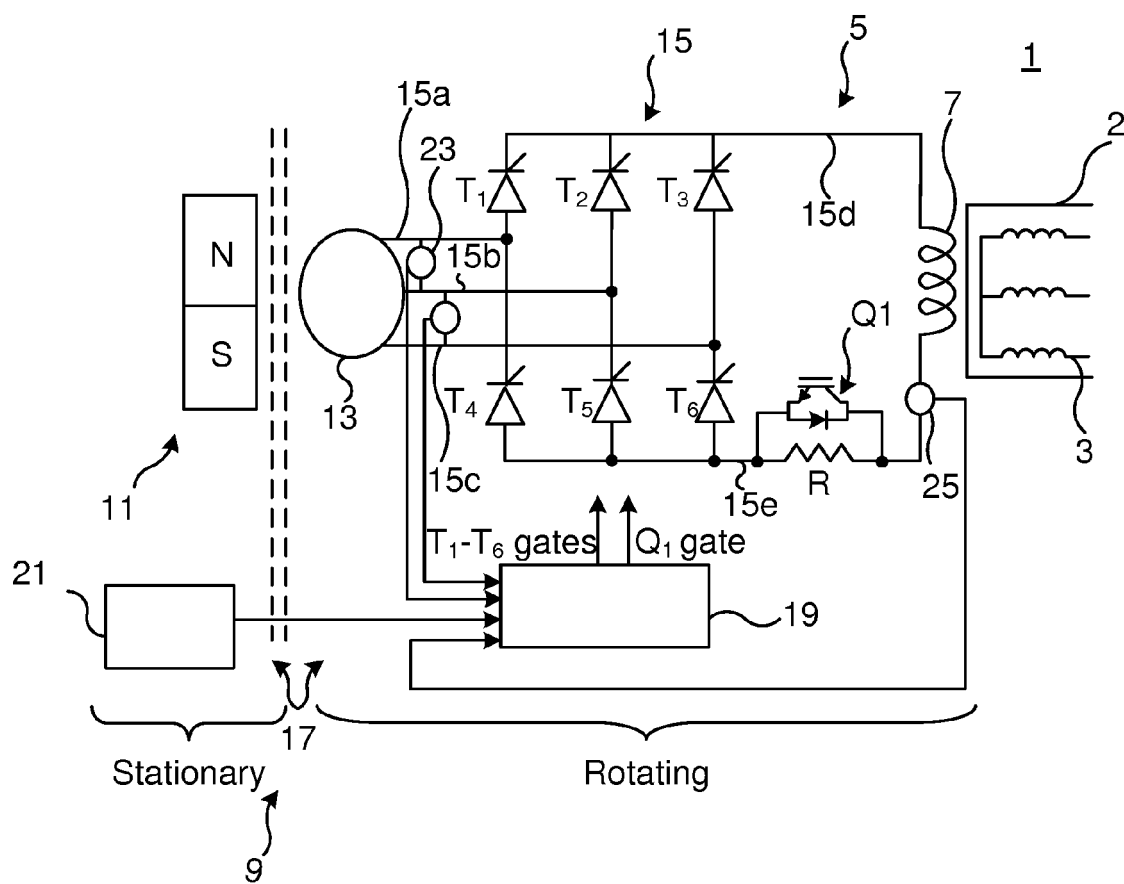 15
5
1
15a
7
2
23
T1
T2
T3
15d
N
15b
Q1
S
13
T4
T5
T6
3
15c
R
25
15e
11
T1-T6 gates
Q1 gate
21
19
17
Stationary
Rotating
9